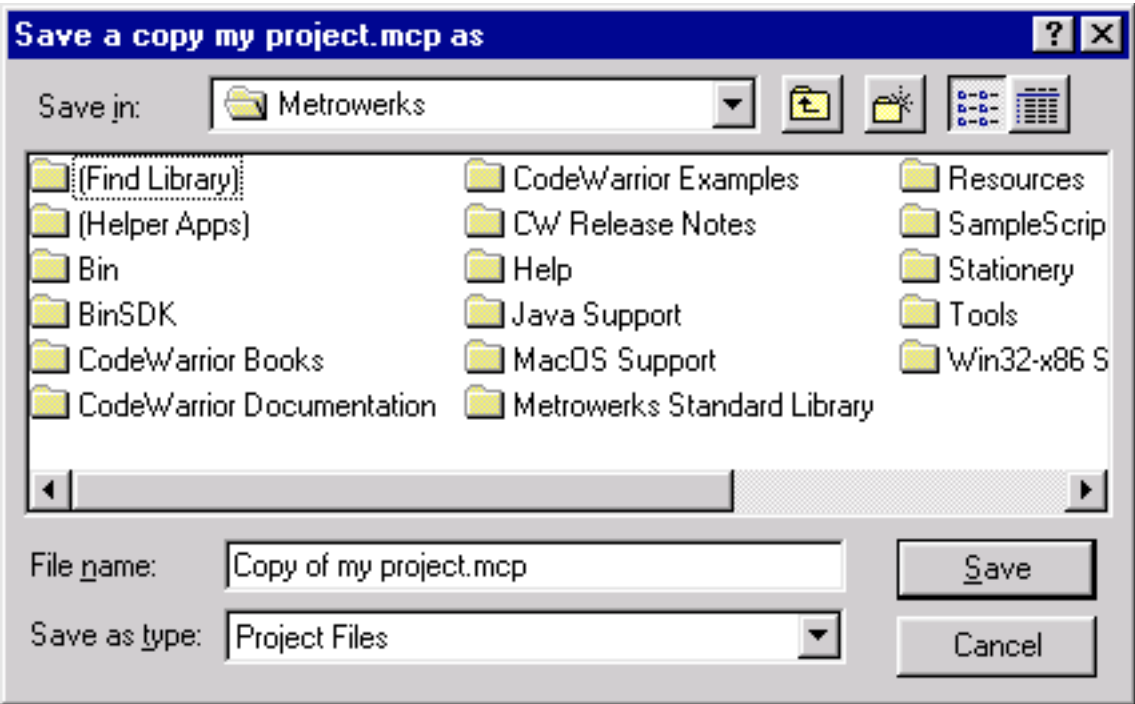 Save a copy my project.mcp as
Save in: Metrowerks
(Find Library) CodeWarrior Examples Resources
(Helper Apps) CW Release Notes SampleScrip
Bin Help Stationery
BinSDK Java Support Tools
CodeWarrior Books MacOS Support Win32-x86 S
CodeWarrior Documentation Metrowerks Standard Library
File name: Copy of my project.mcp Save
Save as type: Project Files Cancel